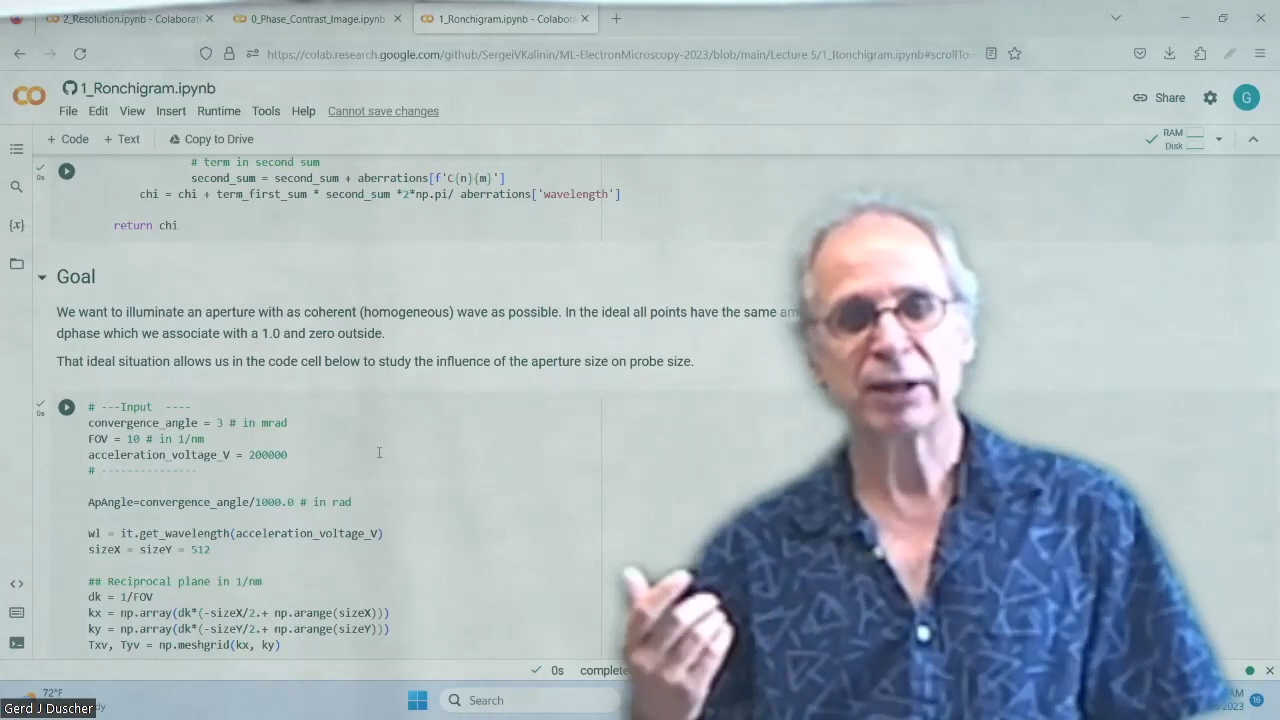 2_Resolution.ipynb - Colaborat
0_Phase_Contrast_Image.ipynb
1_Ronchigram.ipynb - Colabora
https://colab.research.google.com/github/SergeiVKalinin/ML-ElectronMicroscopy-2023/blob/main/Lecture 5/1_Ronchigram.ipynb#scrollTo
1_Ronchigram.ipynb
File Edit View Insert Runtime Tools Help Cannot save changes
Share
G
+ Code + Text Copy to Drive
RAM
Disk
# term in second sum
0s
second_sum = second_sum + aberrations[f'C{n}{m}']
chi = chi + term_first_sum * second_sum *2*np.pi/ aberrations['wavelength']
return chi
Goal
We want to illuminate an aperture with as coherent (homogeneous) wave as possible. In the ideal all points have the same am
dphase which we associate with a 1.0 and zero outside.
That ideal situation allows us in the code cell below to study the influence of the aperture size on probe size.
0s
# ---Input ----
convergence_angle = 3 # in mrad
FOV = 10 # in 1/nm
acceleration_voltage_V = 200000
# ---------------
ApAngle=convergence_angle/1000.0 # in rad
wl = it.get_wavelength(acceleration_voltage_V)
sizeX = sizeY = 512
## Reciprocal plane in 1/nm
dk = 1/FOV
kx = np.array(dk*(-sizeX/2.+ np.arange(sizeX)))
ky = np.array(dk*(-sizeY/2.+ np.arange(sizeY)))
Txv, Tyv = np.meshgrid(kx, ky)
0s complete
72°F
Search
AM
2023
16
Gerd J Duscher